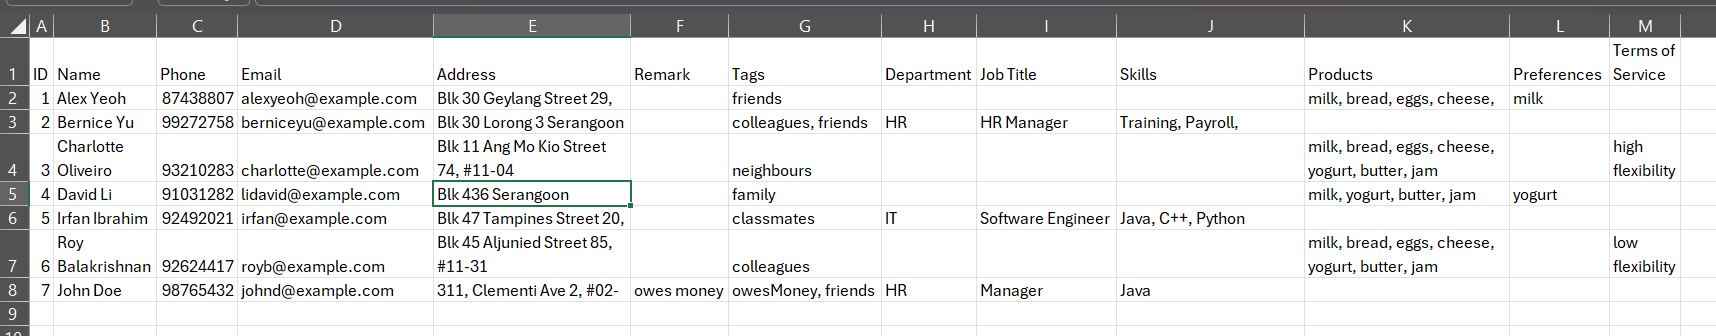 A B C D E F G H I J K L M
1 ID Name Phone Email Address Remark Tags Department Job Title Skills Products Preferences Terms of Service
2 1 Alex Yeoh 87438807 alexyeoh@example.com Blk 30 Geylang Street 29, friends milk, bread, eggs, cheese, milk
3 2 Bernice Yu 99272758 berniceyu@example.com Blk 30 Lorong 3 Serangoon colleagues, friends HR HR Manager Training, Payroll,
4 3 Charlotte Oliveiro 93210283 charlotte@example.com Blk 11 Ang Mo Kio Street 74, #11-04 neighbours milk, bread, eggs, cheese, yogurt, butter, jam high flexibility
5 4 David Li 91031282 lidavid@example.com Blk 436 Serangoon family milk, yogurt, butter, jam yogurt
6 5 Irfan Ibrahim 92492021 irfan@example.com Blk 47 Tampines Street 20, classmates IT Software Engineer Java, C++, Python
7 6 Roy Balakrishnan 92624417 royb@example.com Blk 45 Aljunied Street 85, #11-31 colleagues milk, bread, eggs, cheese, yogurt, butter, jam low flexibility
8 7 John Doe 98765432 johnd@example.com 311, Clementi Ave 2, #02- owes money owesMoney, friends HR Manager Java
9